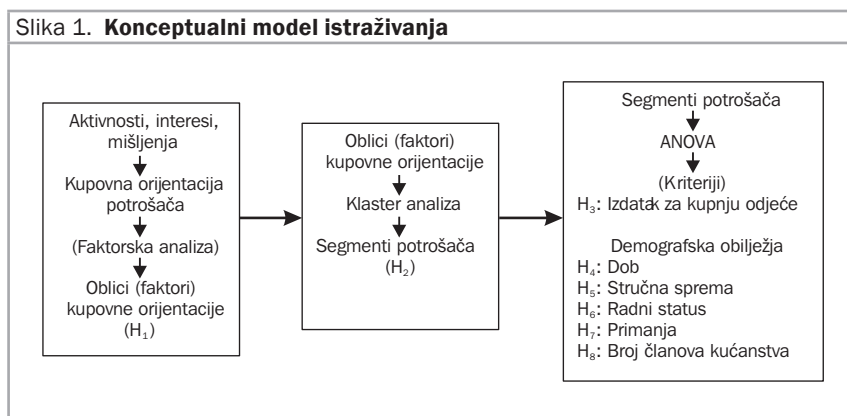 Slika 1. Konceptualni model istraživanja
Aktivnosti, interesi,
mišljenja
Kupovna orijentacija
potrošača
(Faktorska analiza)
Oblici (faktori)
kupovne orijentacije
(H₁)
Oblici (faktori)
kupovne orijentacije
Klaster analiza
Segmenti potrošača
(H₂)
Segmenti potrošača
ANOVA
(Kriteriji)
H₃: Izdatak za kupnju odjeće
Demografska obilježja
H₄: Dob
H₅: Stručna sprema
H₆: Radni status
H₇: Primanja
H₈: Broj članova kućanstva